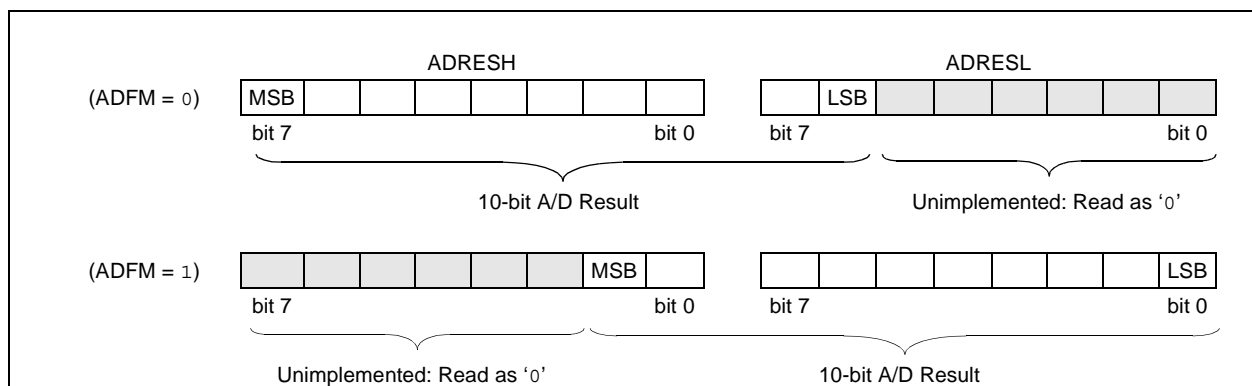 ADRESH ADRESL
(ADFM = 0) MSB LSB
bit 7 bit 0 bit 7 bit 0
10-bit A/D Result Unimplemented: Read as ‘0’
(ADFM = 1) MSB LSB
bit 7 bit 0 bit 7 bit 0
Unimplemented: Read as ‘0’ 10-bit A/D Result